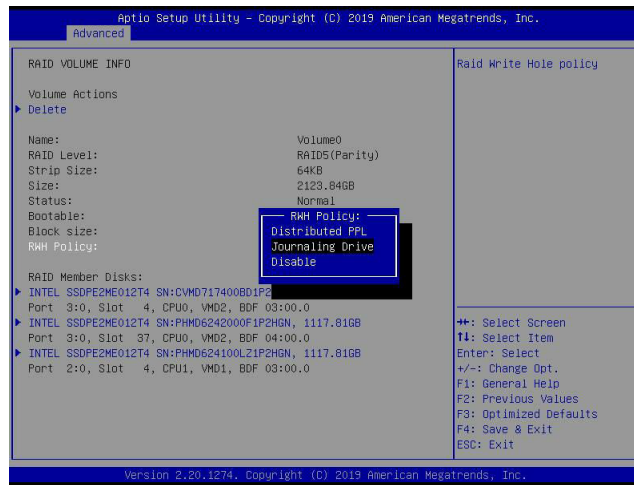 Aptio Setup Utility – Copyright (C) 2019 American Megatrends, Inc.
Advanced
RAID VOLUME INFO
Raid Write Hole policy
Volume Actions
Delete
Name: Volume0
RAID Level: RAID5(Parity)
Strip Size: 64KB
Size: 2123.84GB
Status: Normal
Bootable:
Block size:
RWH Policy:
RWH Policy:
Distributed PPL
Journaling Drive
Disable
RAID Member Disks:
INTEL SSDPE2ME012T4 SN:CVMD717400BD1P2
Port 3:0, Slot 4, CPU0, VMD2, BDF 03:00.0
INTEL SSDPE2ME012T4 SN:PHMD6242000F1P2HGN, 1117.81GB
Port 3:0, Slot 37, CPU0, VMD2, BDF 04:00.0
INTEL SSDPE2ME012T4 SN:PHMD624100LZ1P2HGN, 1117.81GB
Port 2:0, Slot 4, CPU1, VMD1, BDF 03:00.0
→←: Select Screen
↑↓: Select Item
Enter: Select
+/-: Change Opt.
F1: General Help
F2: Previous Values
F3: Optimized Defaults
F4: Save & Exit
ESC: Exit
Version 2.20.1274. Copyright (C) 2019 American Megatrends, Inc.